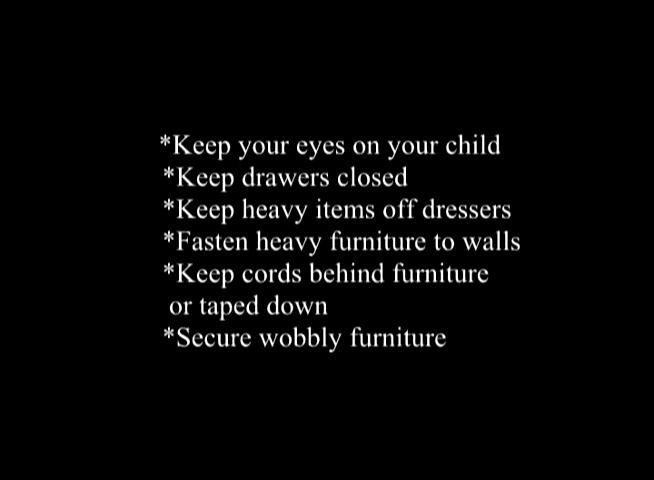 *Keep your eyes on your child
*Keep drawers closed
*Keep heavy items off dressers
*Fasten heavy furniture to walls
*Keep cords behind furniture
or taped down
*Secure wobbly furniture